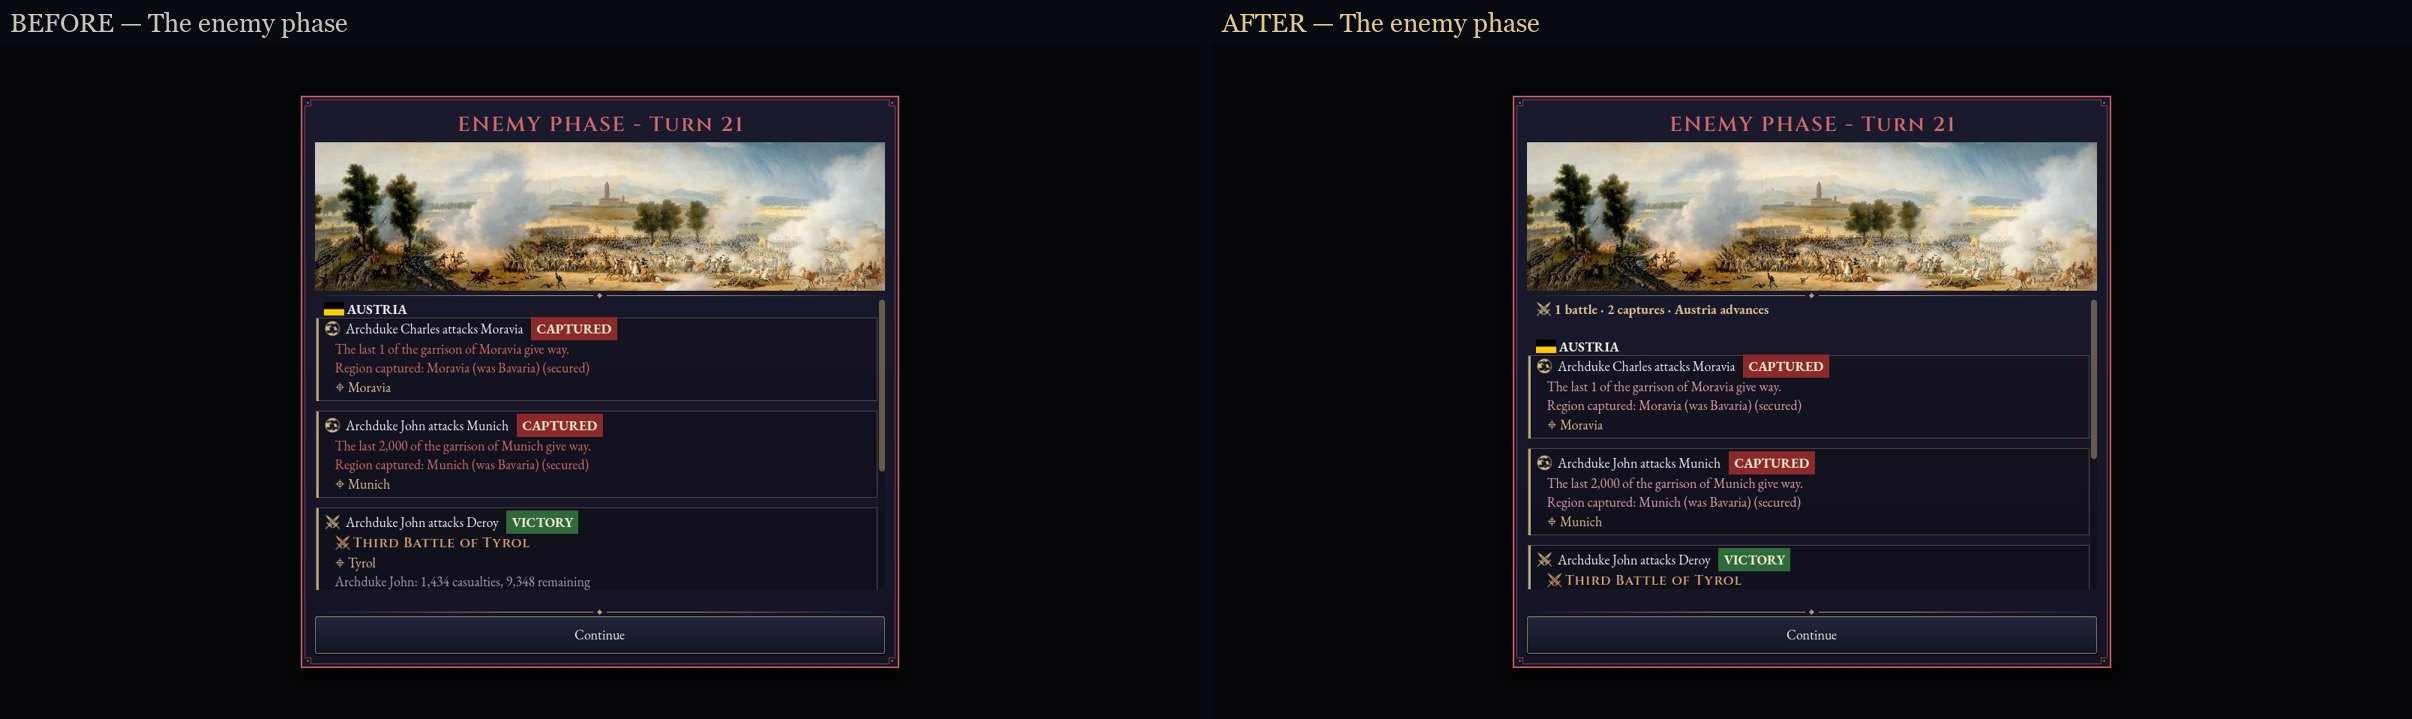 BEFORE — The enemy phase
ENEMY PHASE - TURN 21
AUSTRIA
Archduke Charles attacks Moravia CAPTURED
The last 1 of the garrison of Moravia give way.
Region captured: Moravia (was Bavaria) (secured)
Moravia
Archduke John attacks Munich CAPTURED
The last 2,000 of the garrison of Munich give way.
Region captured: Munich (was Bavaria) (secured)
Munich
Archduke John attacks Deroy VICTORY
THIRD BATTLE OF TYROL
Tyrol
Archduke John: 1,434 casualties, 9,348 remaining
Continue
AFTER — The enemy phase
ENEMY PHASE - TURN 21
1 battle · 2 captures · Austria advances
AUSTRIA
Archduke Charles attacks Moravia CAPTURED
The last 1 of the garrison of Moravia give way.
Region captured: Moravia (was Bavaria) (secured)
Moravia
Archduke John attacks Munich CAPTURED
The last 2,000 of the garrison of Munich give way.
Region captured: Munich (was Bavaria) (secured)
Munich
Archduke John attacks Deroy VICTORY
THIRD BATTLE OF TYROL
Continue